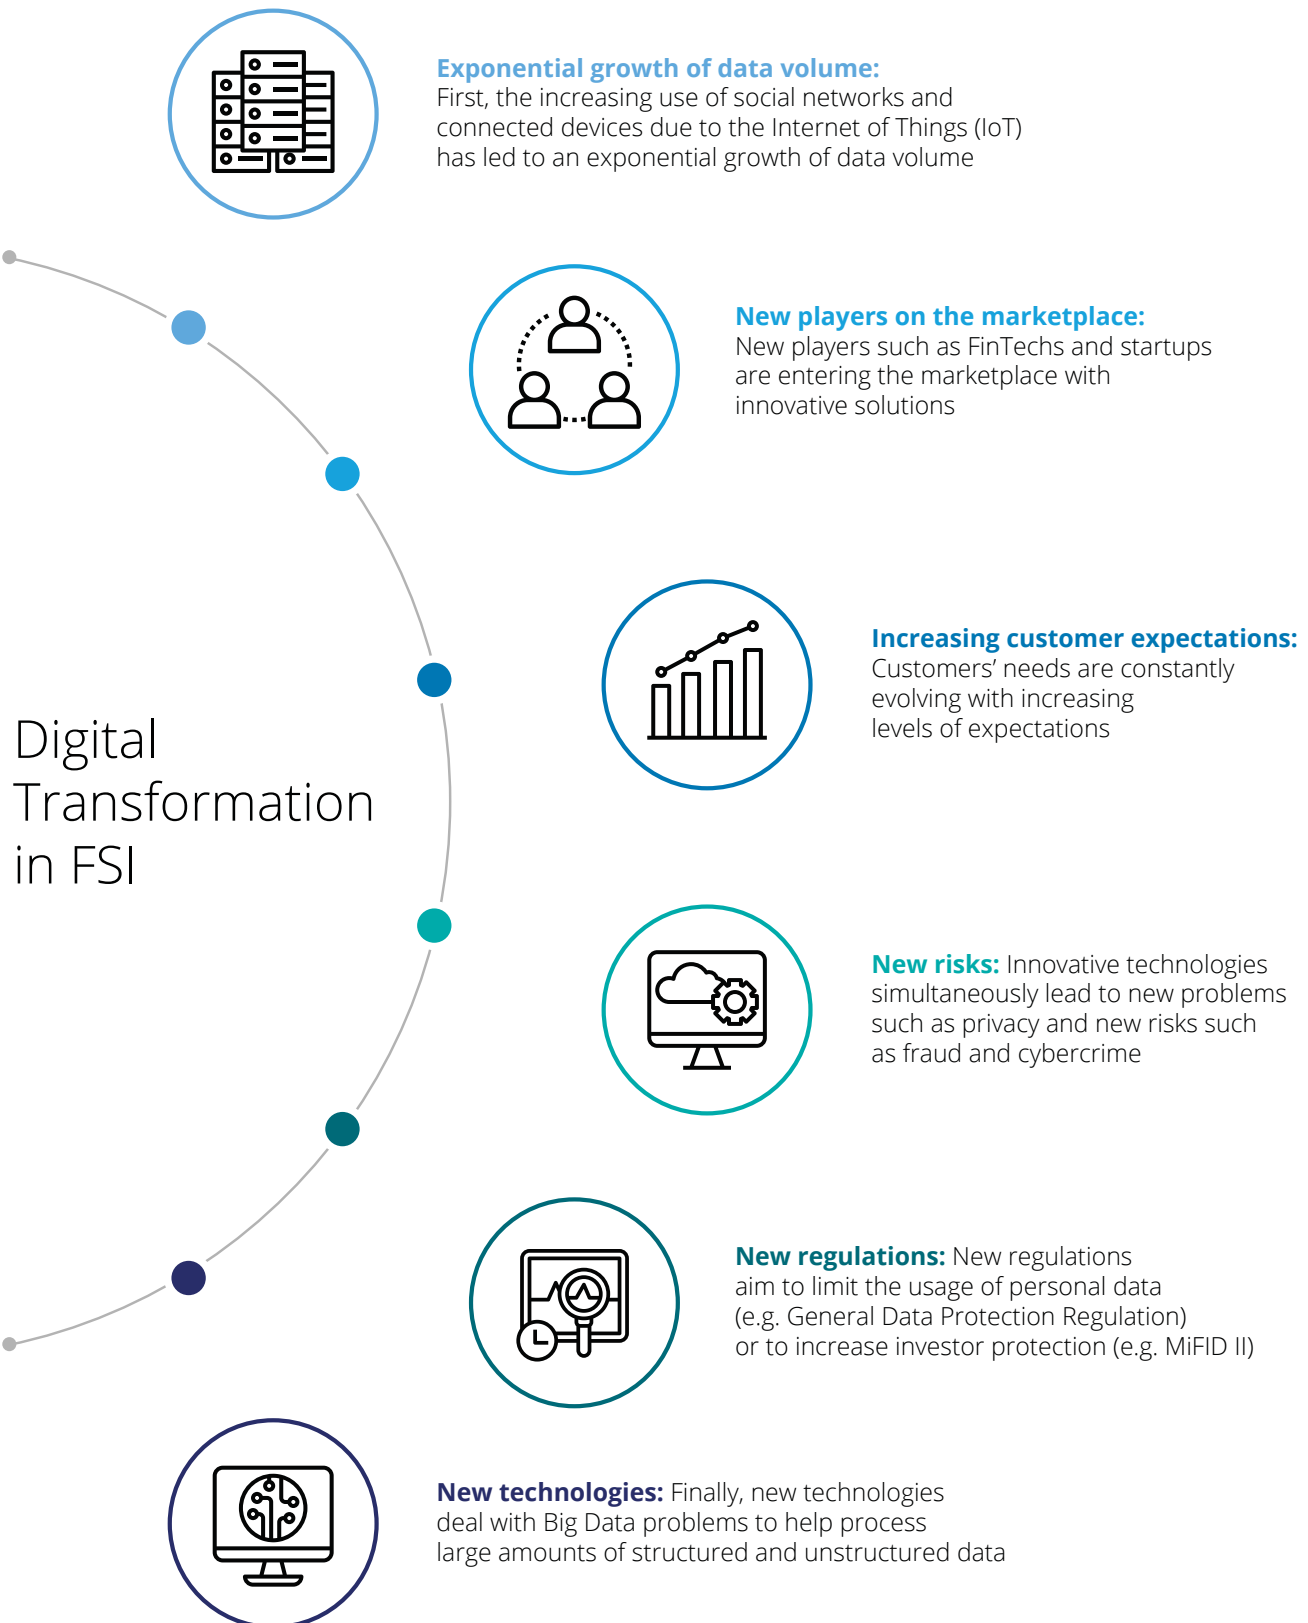 Exponential growth of data volume:
First, the increasing use of social networks and
connected devices due to the Internet of Things (IoT)
has led to an exponential growth of data volume
New players on the marketplace:
New players such as FinTechs and startups
are entering the marketplace with
innovative solutions
Increasing customer expectations:
Customers’ needs are constantly
evolving with increasing
levels of expectations
Digital
Transformation
in FSI
New risks: Innovative technologies
simultaneously lead to new problems
such as privacy and new risks such
as fraud and cybercrime
New regulations: New regulations
aim to limit the usage of personal data
(e.g. General Data Protection Regulation)
or to increase investor protection (e.g. MiFID II)
New technologies: Finally, new technologies
deal with Big Data problems to help process
large amounts of structured and unstructured data